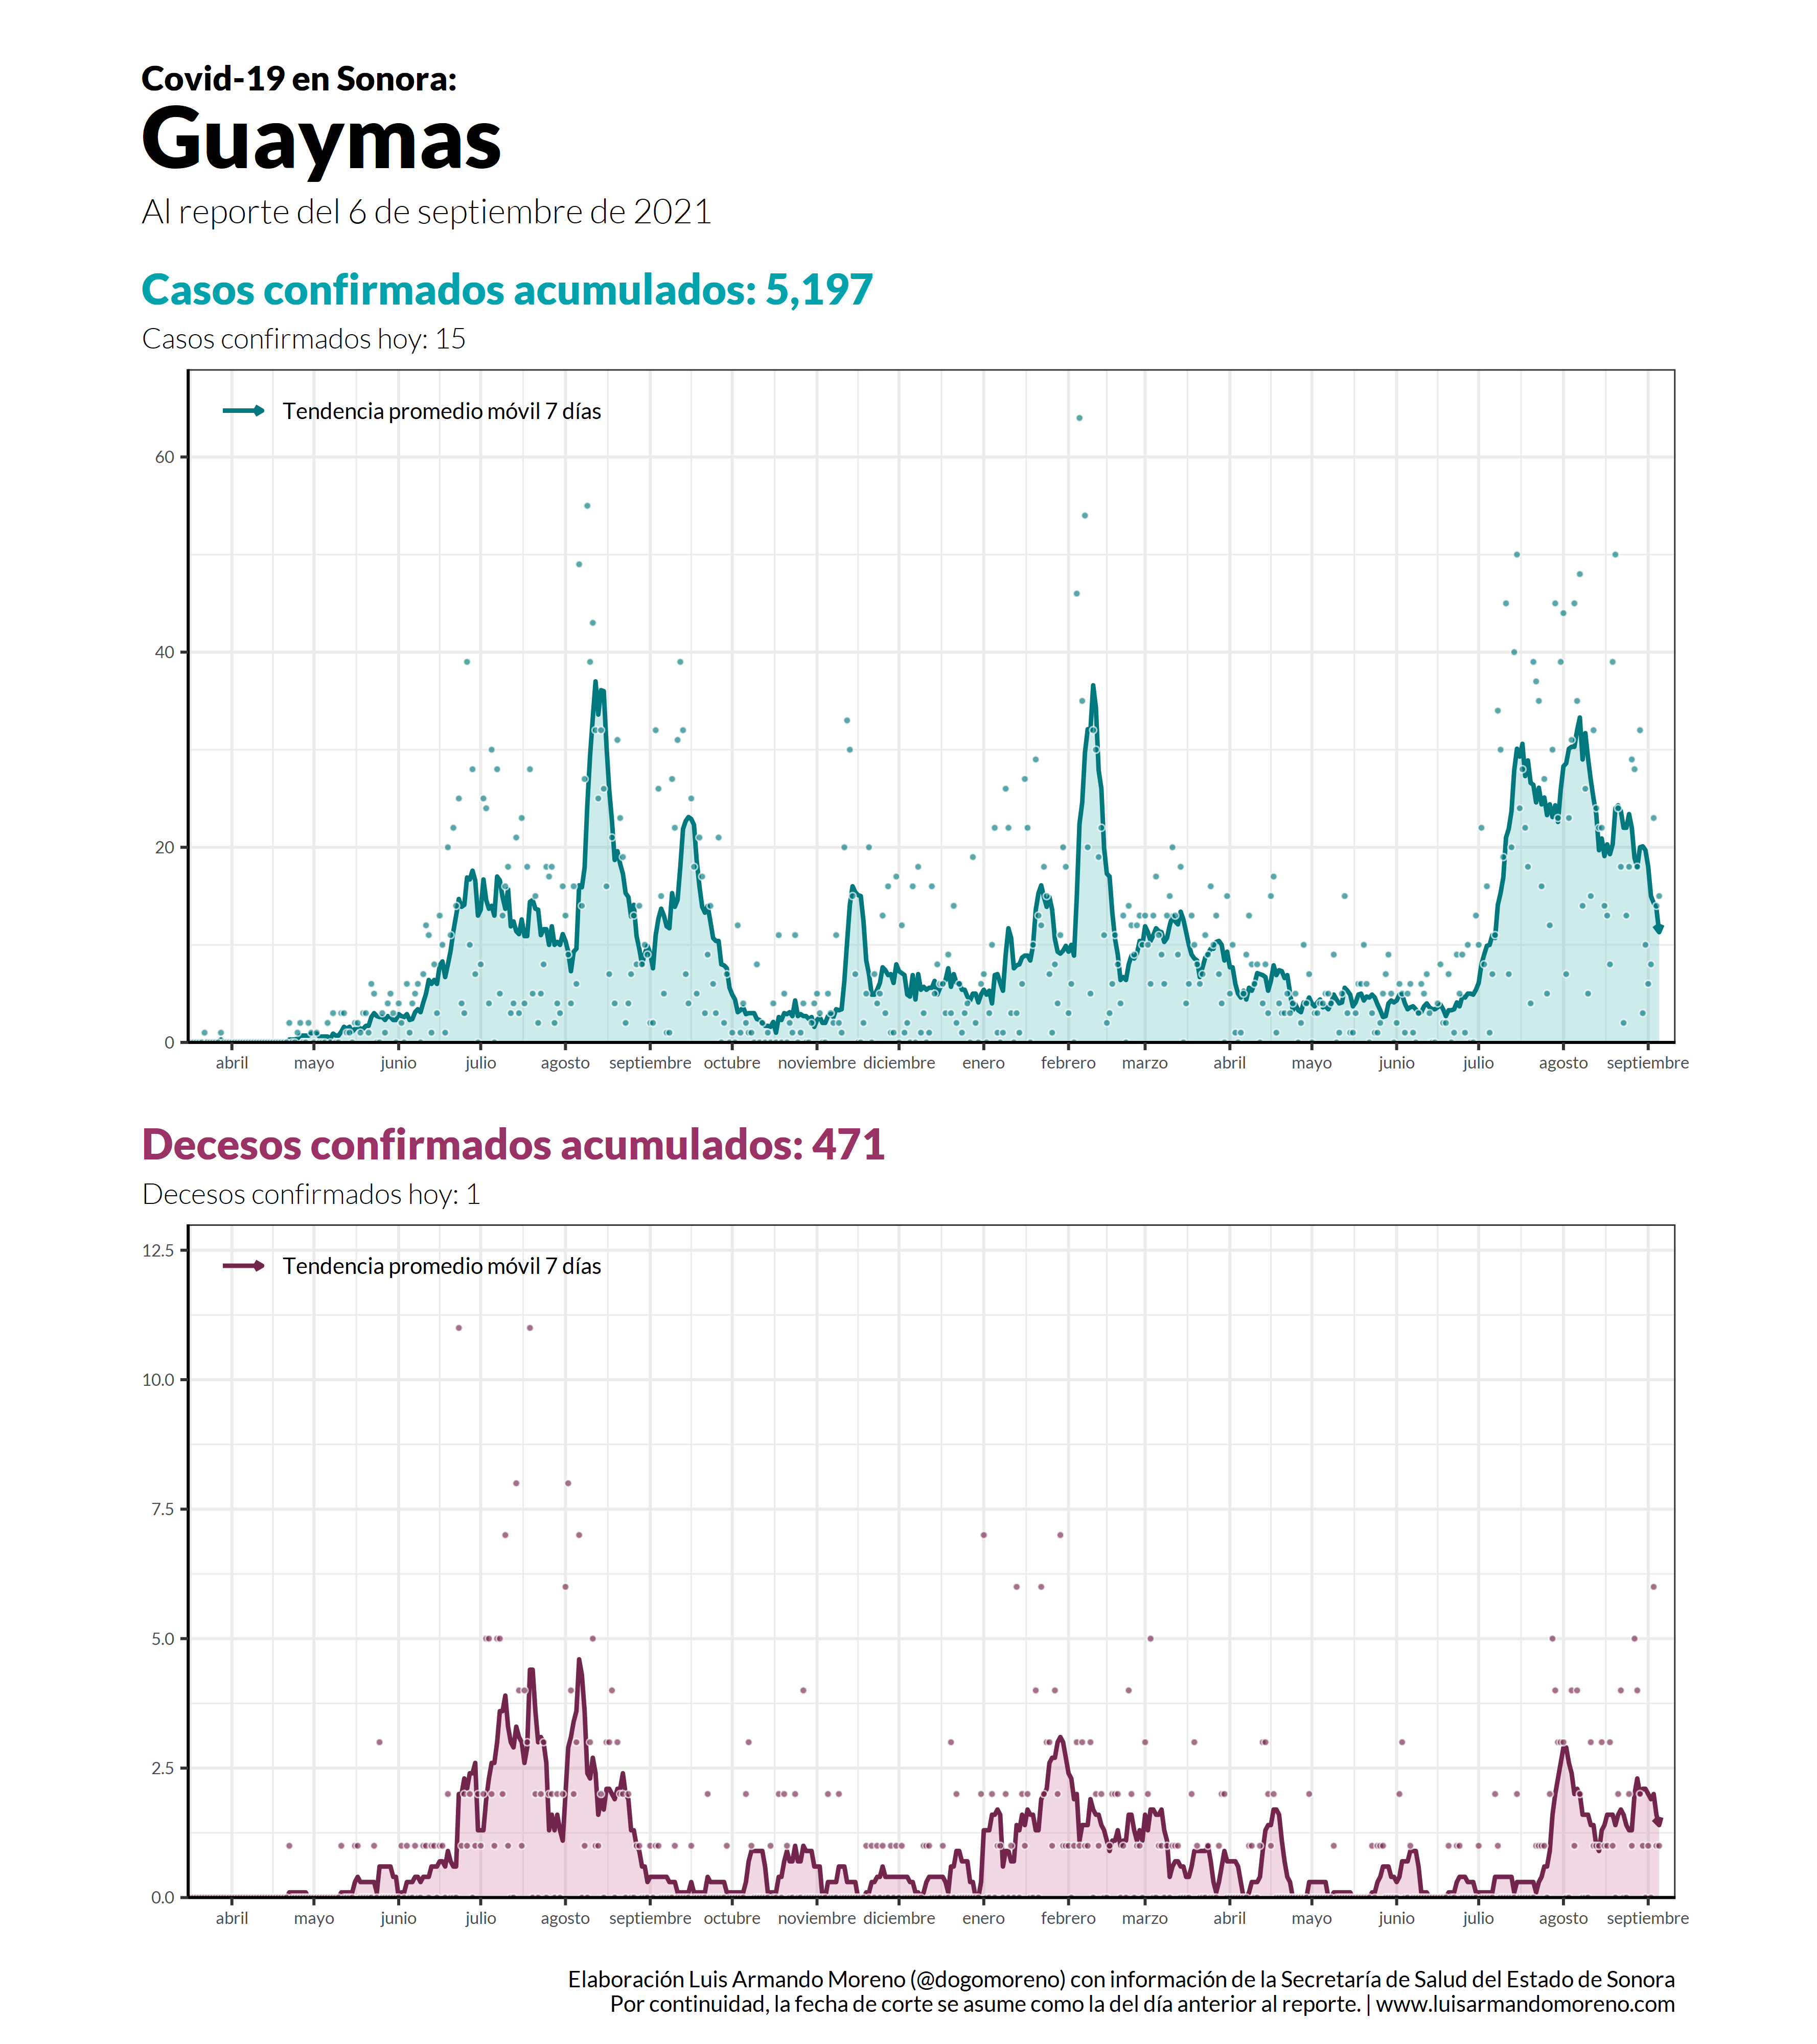 Covid-19 en Sonora:
Guaymas
Al reporte del 6 de septiembre de 2021
Casos confirmados acumulados: 5,197
Casos confirmados hoy: 15
Tendencia promedio móvil 7 días
60
40
20
0
abril mayo junio julio agosto septiembre octubre noviembre diciembre enero febrero marzo abril mayo junio julio agosto septiembre
Decesos confirmados acumulados: 471
Decesos confirmados hoy: 1
12.5
Tendencia promedio móvil 7 días
10.0
7.5
5.0
2.5
0.0
abril mayo junio julio agosto septiembre octubre noviembre diciembre enero febrero marzo abril mayo junio julio agosto septiembre
Elaboración Luis Armando Moreno (@dogomoreno) con información de la Secretaría de Salud del Estado de Sonora
Por continuidad, la fecha de corte se asume como la del día anterior al reporte. | www.luisarmandomoreno.com